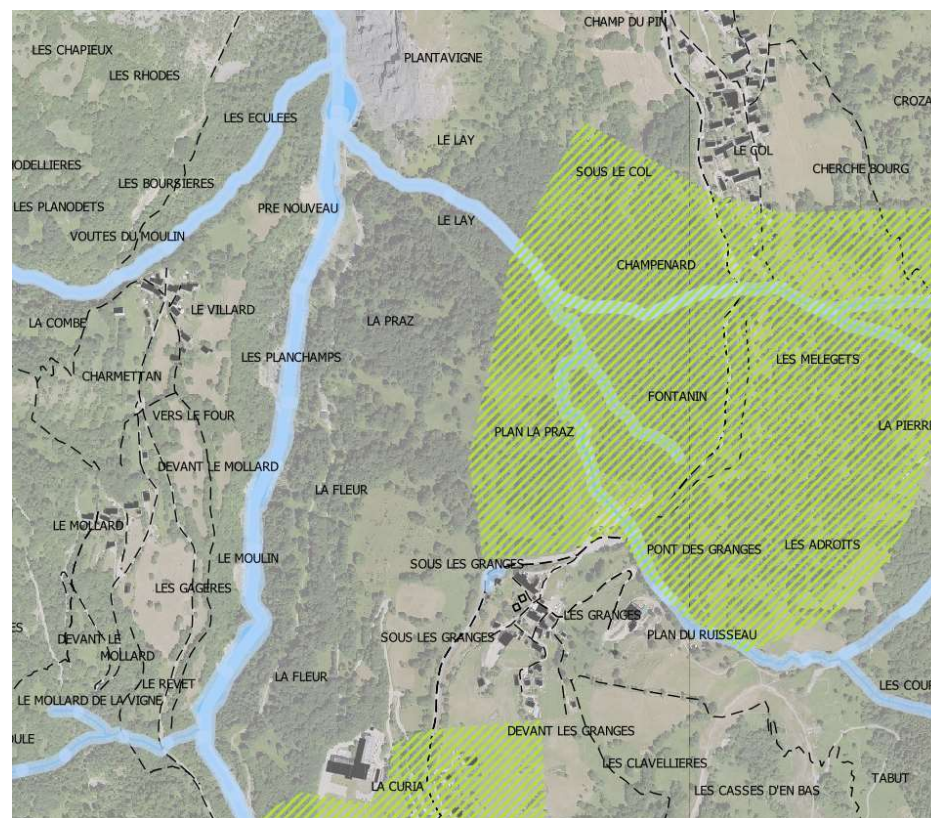 CHAMP DU PIN
LES CHAPIEUX
PLANTAVIGNE
LES RHODES
CROZA
LES ECULEES
LE LAY
LE COL
MODELLIERES
SOUS LE COL
CHERCHE BOURG
LES BOURSIERES
LES PLANODETS
PRE NOUVEAU
LE LAY
VOUTES DU MOULIN
CHAMPENARD
LE VILLARD
LA COMBE
LA PRAZ
LES PLANCHAMPS
LES MELEGETS
CHARMETTAN
FONTANIN
VERS LE FOUR
LA PIERRE
PLAN LA PRAZ
DEVANT LE MOLLARD
LA FLEUR
LE MOLLARD
LES ADROITS
PONT DES GRANGES
LE MOULIN
SOUS LES GRANGES
LES GAGERES
LES GRANGES
ES
DEVANT LE
MOLLARD
SOUS LES GRANGES
PLAN DU RUISSEAU
LA FLEUR
LE REVET
LES COUR
LE MOLLARD DE LA VIGNE
DEVANT LES GRANGES
OULE
LES CLAVELLIERES
TABUT
LA CURIA
LES CASSES D'EN BAS